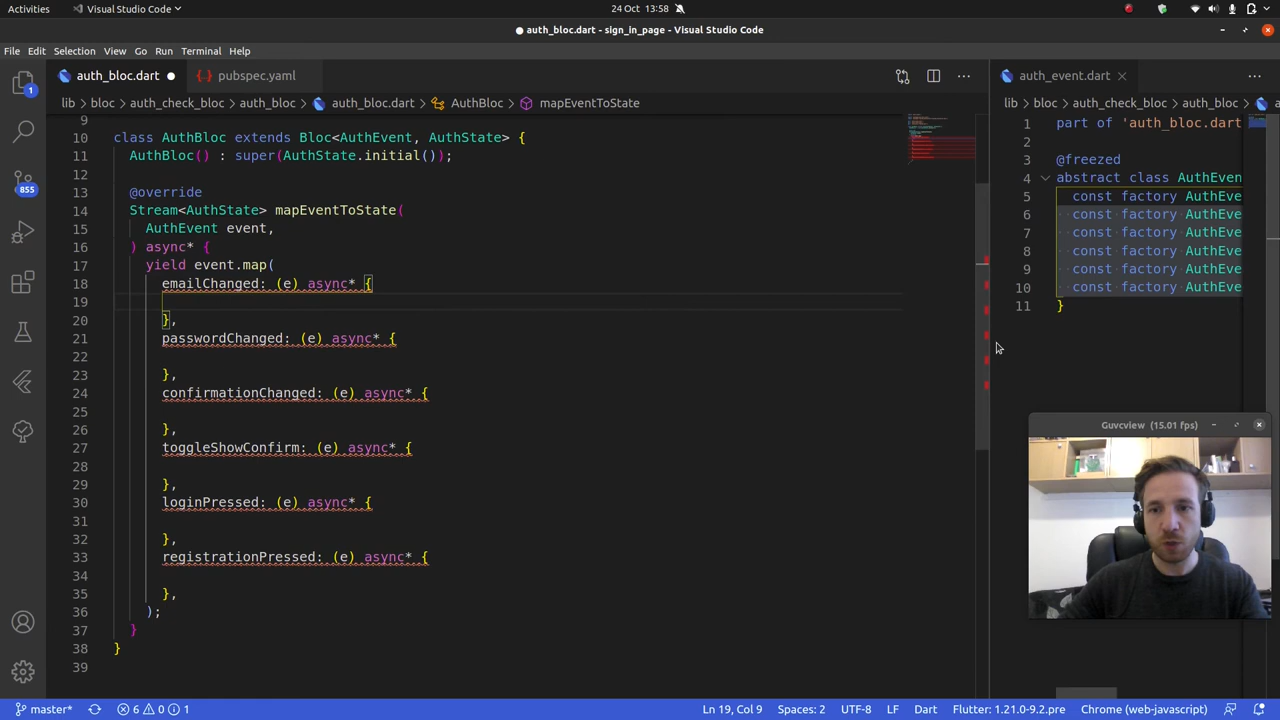 Activities
Visual Studio Code
24 Oct 13:58
auth_bloc.dart - sign_in_page - Visual Studio Code
File Edit Selection View Go Run Terminal Help
auth_bloc.dart
pubspec.yaml
auth_event.dart
lib > bloc > auth_check_bloc > auth_bloc > auth_bloc.dart > AuthBloc > mapEventToState
lib > bloc > auth_check_bloc > auth_bloc >
1
855
9
10 class AuthBloc extends Bloc<AuthEvent, AuthState> {
11 AuthBloc() : super(AuthState.initial());
12
13 @override
14 Stream<AuthState> mapEventToState(
15 AuthEvent event,
16 ) async* {
17 yield event.map(
18 emailChanged: (e) async* {
19
20 },
21 passwordChanged: (e) async* {
22
23 },
24 confirmationChanged: (e) async* {
25
26 },
27 toggleShowConfirm: (e) async* {
28
29 },
30 loginPressed: (e) async* {
31
32 },
33 registrationPressed: (e) async* {
34
35 },
36 );
37 }
38 }
39
1 part of 'auth_bloc.dart
2
3 @freezed
4 abstract class AuthEven
5 const factory AuthEve
6 const factory AuthEve
7 const factory AuthEve
8 const factory AuthEve
9 const factory AuthEve
10 const factory AuthEve
11 }
Guvcview (15.01 fps)
master* 6 0 1
Ln 19, Col 9 Spaces: 2 UTF-8 LF Dart Flutter: 1.21.0-9.2.pre Chrome (web-javascript)